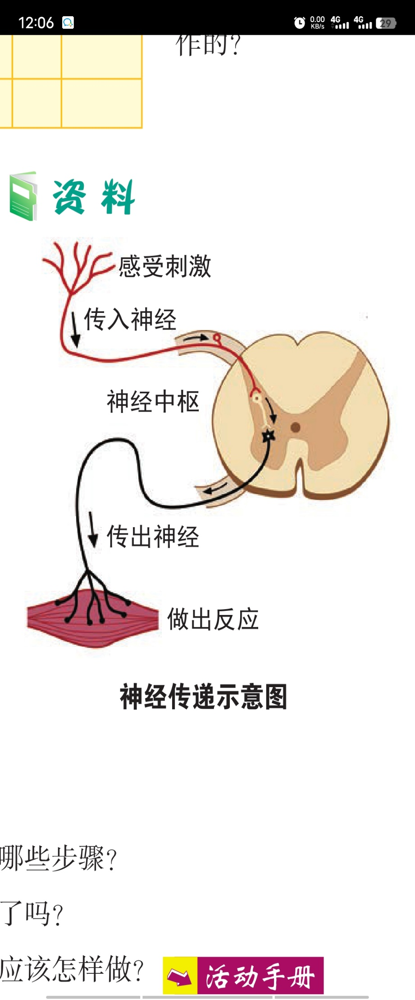 12:06
0.00 KB/s 4G 4G 29
作的？
资料
感受刺激
传入神经
神经中枢
传出神经
做出反应
神经传递示意图
哪些步骤？
了吗？
应该怎样做？
活动手册